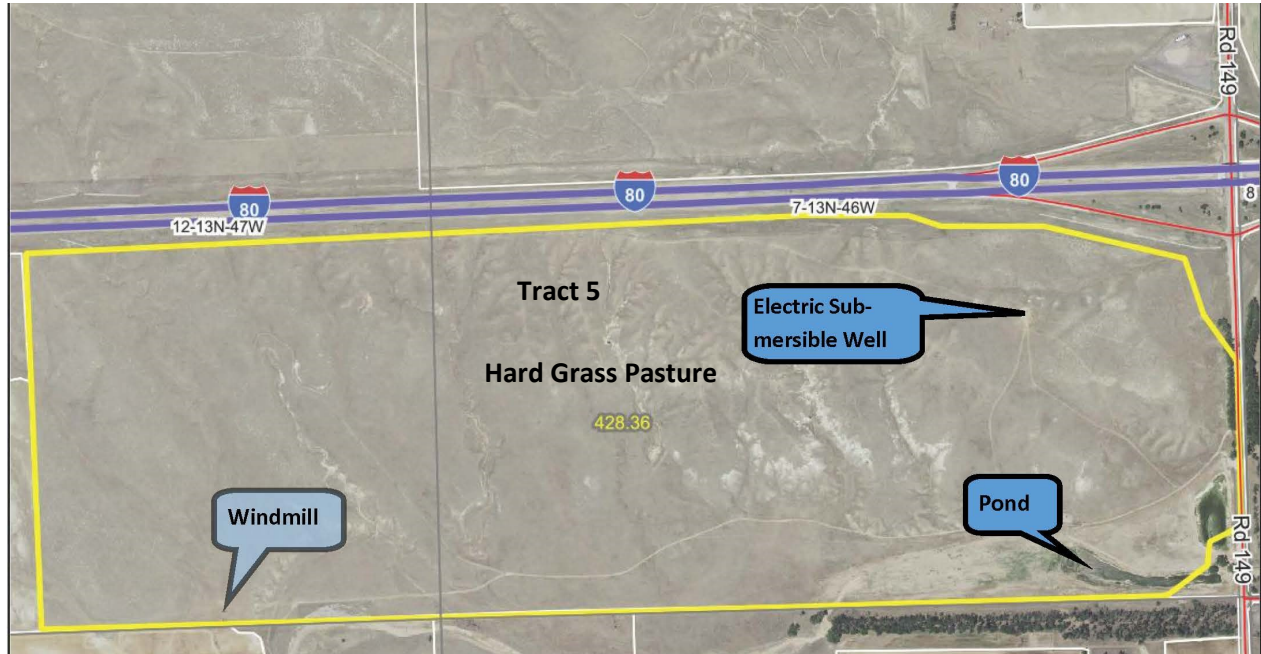 Rd 149
80
80
80
8
12-13N-47W
7-13N-46W
Tract 5
Electric Sub-
mersible Well
Hard Grass Pasture
428.36
Windmill
Pond
Rd 149